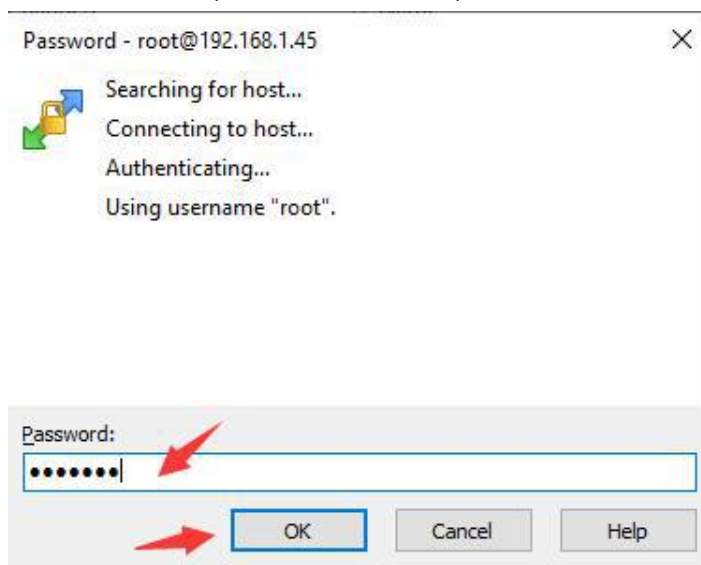 Password - root@192.168.1.45
Searching for host...
Connecting to host...
Authenticating...
Using username "root".
Password:
•••••••
OK
Cancel
Help